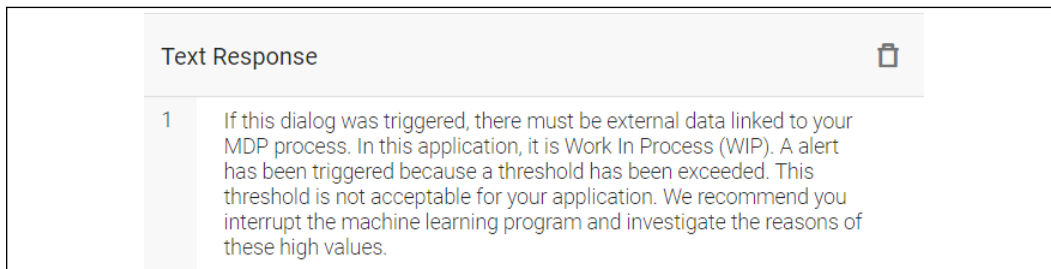 Text Response
1
If this dialog was triggered, there must be external data linked to your
MDP process. In this application, it is Work In Process (WIP). A alert
has been triggered because a threshold has been exceeded. This
threshold is not acceptable for your application. We recommend you
interrupt the machine learning program and investigate the reasons of
these high values.